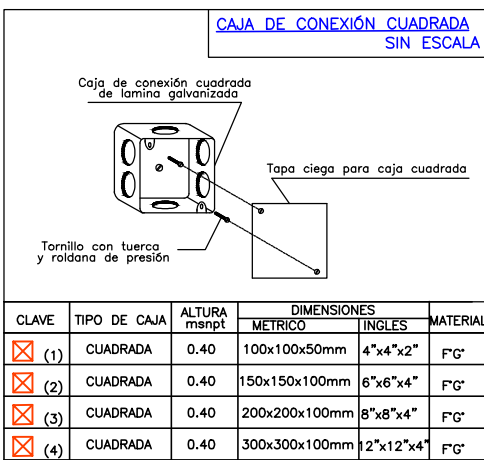 CAJA DE CONEXIÓN CUADRADA
SIN ESCALA
Caja de conexión cuadrada
de lamina galvanizada
Tapa ciega para caja cuadrada
Tornillo con tuerca
y roldana de presión
CLAVE TIPO DE CAJA ALTURA msnpt DIMENSIONES METRICO INGLES MATERIAL
(1) CUADRADA 0.40 100x100x50mm 4"x4"x2" F°G°
(2) CUADRADA 0.40 150x150x100mm 6"x6"x4" F°G°
(3) CUADRADA 0.40 200x200x100mm 8"x8"x4" F°G°
(4) CUADRADA 0.40 300x300x100mm 12"x12"x4" F°G°